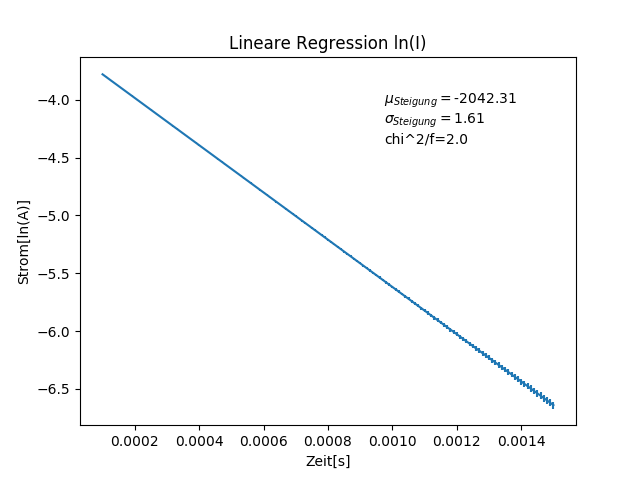 Lineare Regression ln(I)
μSteigung = -2042.31
σSteigung = 1.61
chi^2/f=2.0
Strom[ln(A)]
−4.0
−4.5
−5.0
−5.5
−6.0
−6.5
0.0002 0.0004 0.0006 0.0008 0.0010 0.0012 0.0014
Zeit[s]